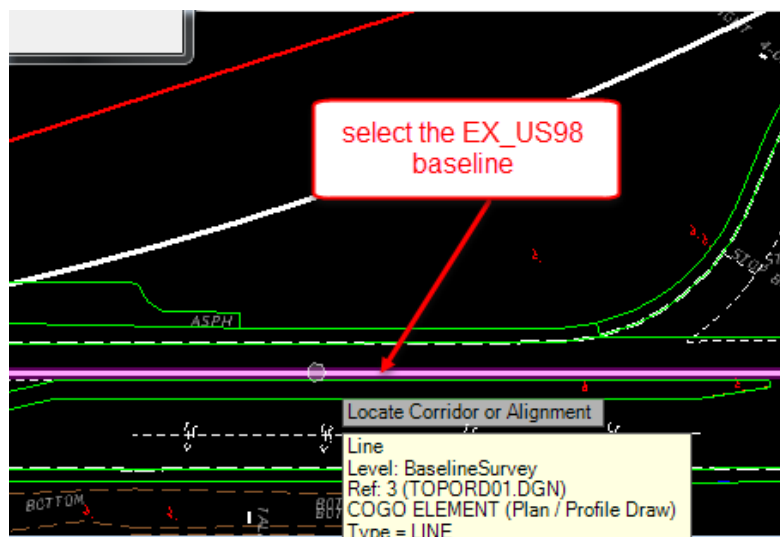 select the EX_US98
baseline
ASPH
Locate Corridor or Alignment
Line
Level: BaselineSurvey
Ref: 3 (TOPORD01.DGN)
COGO ELEMENT (Plan / Profile Draw)
Type = LINE
BOTTOM